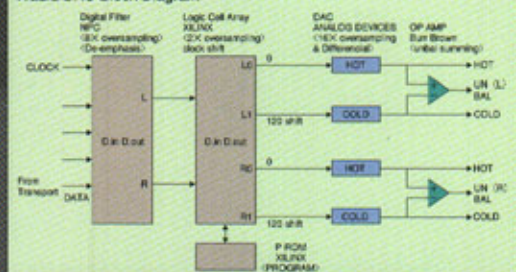 Block Diagram
Digital Filter
NPC
(8X oversampling)
(De-emphasis)
Logic Cell Array
XILINX
(2X oversampling)
clock shift
DAC
ANALOG DEVICES
(16X oversampling
& Differential)
OP AMP
Burr Brown
(unbal summing)
CLOCK
From
Transport
DATA
D.in D.out
L
R
D.in D.out
L0
L1
R0
R1
0
120 shift
0
120 shift
HOT
COLD
HOT
COLD
HOT
UN (L)
BAL
COLD
HOT
UN (R)
BAL
COLD
P ROM
XILINX
(PROGRAM)